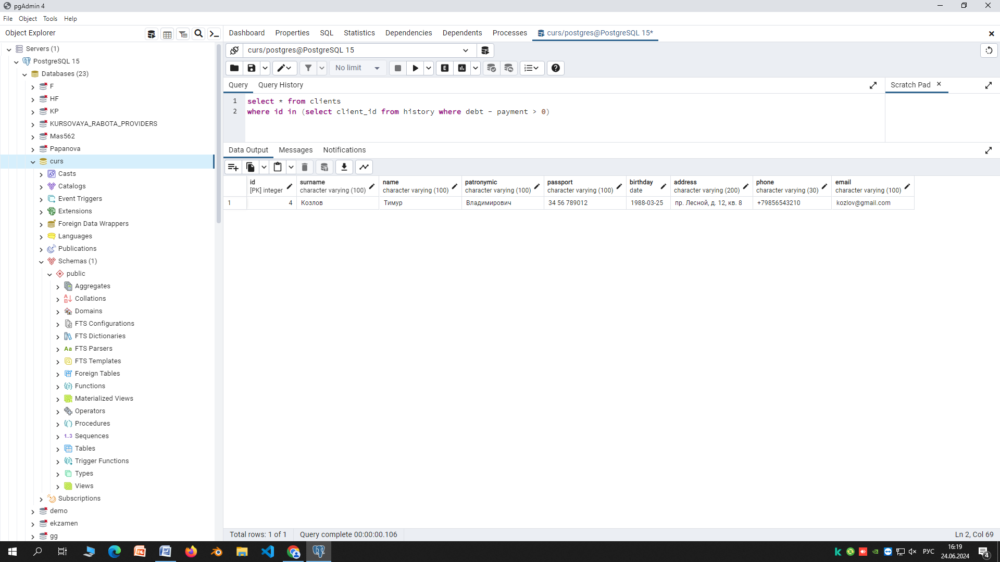 pgAdmin 4
File Object Tools Help
Object Explorer
Dashboard Properties SQL Statistics Dependencies Dependents Processes curs/postgres@PostgreSQL 15*
Servers (1)
PostgreSQL 15
Databases (23)
F
HF
KP
KURSOVAYA_RABOTA_PROVIDERS
Mas562
Papanova
curs
Casts
Catalogs
Event Triggers
Extensions
Foreign Data Wrappers
Languages
Publications
Schemas (1)
public
Aggregates
Collations
Domains
FTS Configurations
FTS Dictionaries
Aa FTS Parsers
FTS Templates
Foreign Tables
Functions
Materialized Views
Operators
Procedures
1..3 Sequences
Tables
Trigger Functions
Types
Views
Subscriptions
demo
ekzamen
gg
curs/postgres@PostgreSQL 15
No limit
E
Query Query History
Scratch Pad
1 select * from clients
2 where id in (select client_id from history where debt - payment > 0)
Data Output Messages Notifications
id surname name patronymic passport birthday address phone email
[PK] integer character varying (100) character varying (100) character varying (100) character varying (100) date character varying (200) character varying (30) character varying (100)
1 4 Козлов Тимур Владимирович 34 56 789012 1988-03-25 пр. Лесной, д. 12, кв. 8 +79856543210 kozlov@gmail.com
Total rows: 1 of 1 Query complete 00:00:00.106 Ln 2, Col 69
РУС
16:19
24.06.2024
4